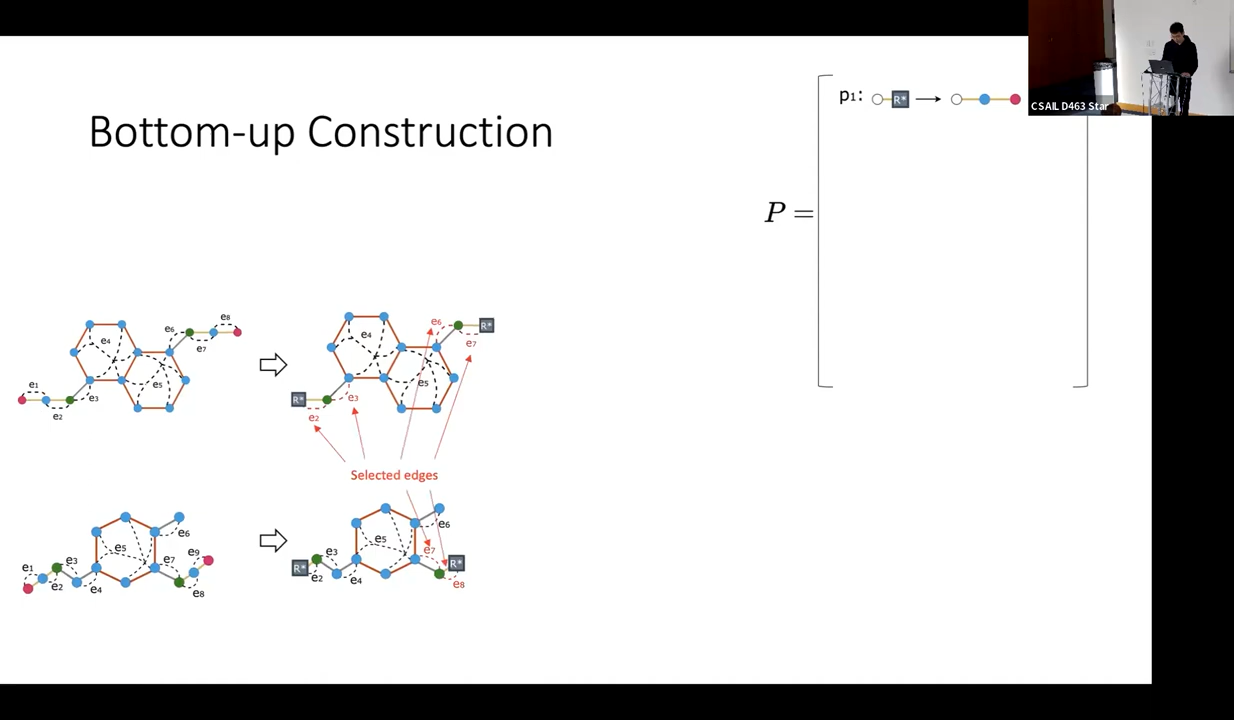 Bottom-up Construction
p1: R*
P =
CSAIL D463 Star
e1 e2 e3 e4 e5 e6 e7 e8
R* e2 e3 e4 e5 e6 e7 R*
Selected edges
e1 e2 e3 e4 e5 e6 e7 e8 e9
R* e2 e3 e4 e5 e6 e7 e8 R*